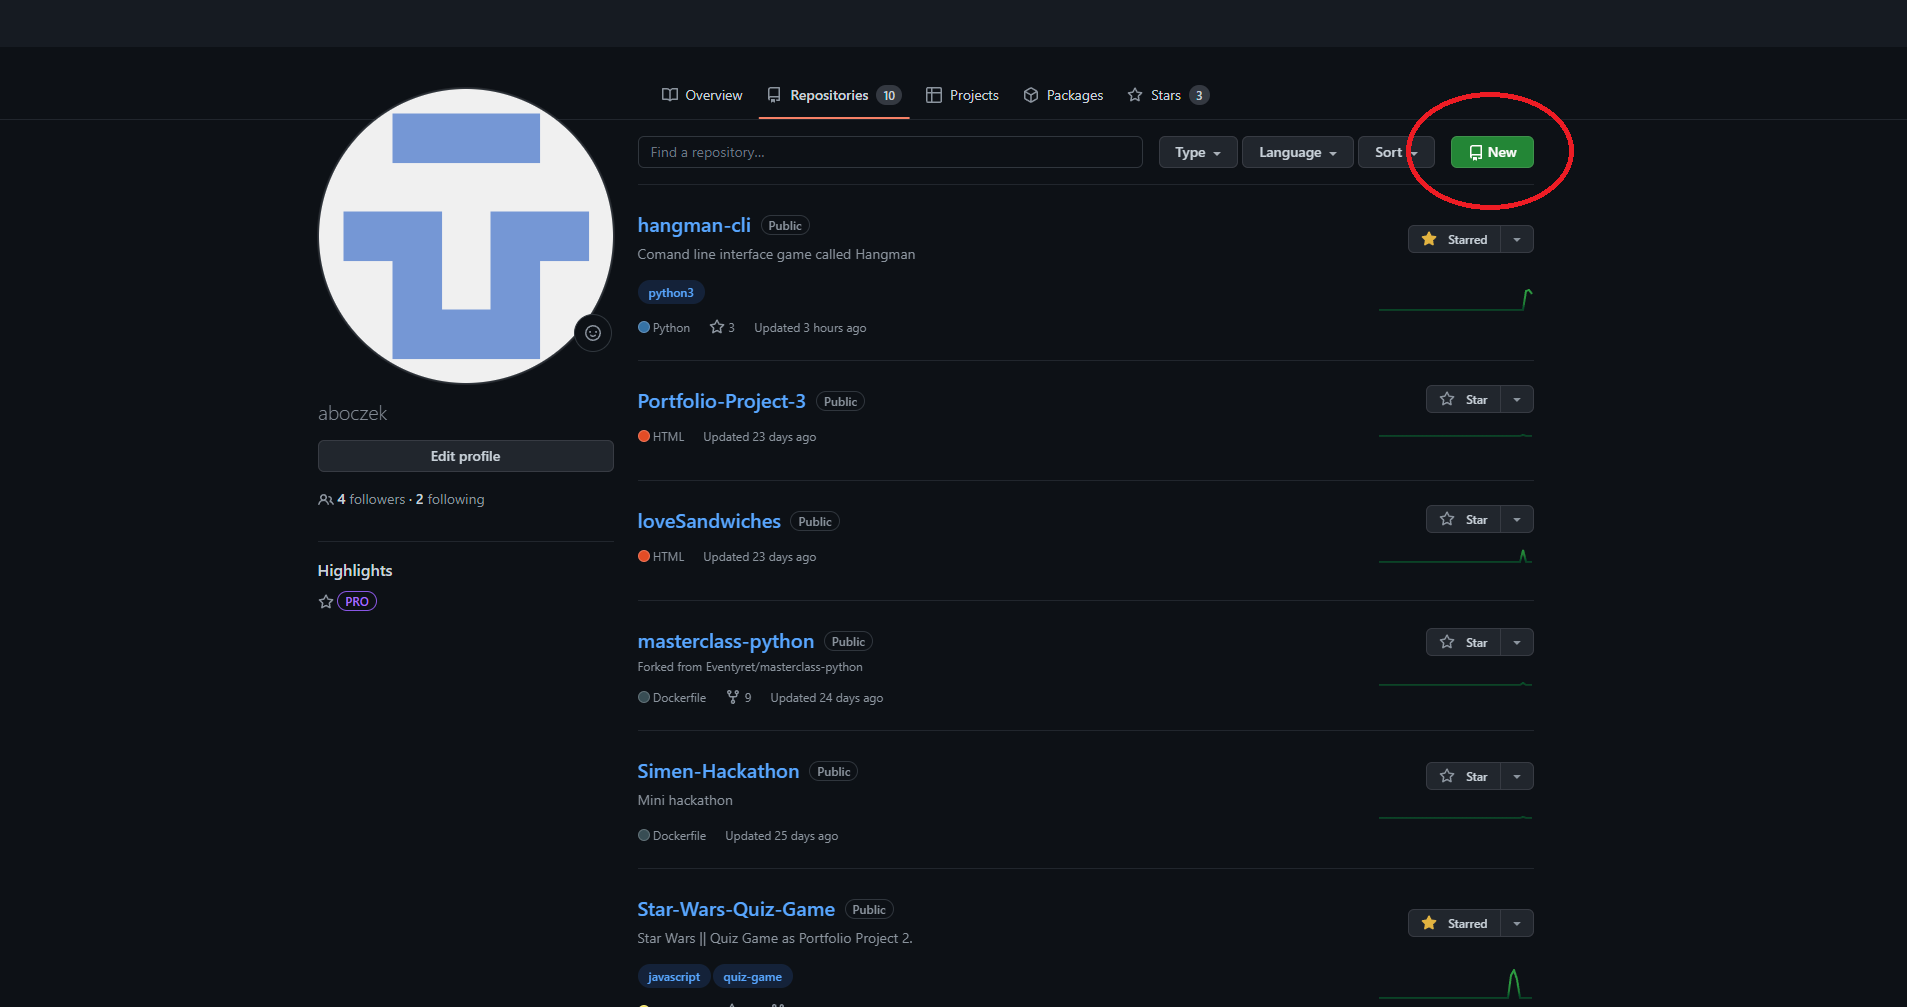 Overview Repositories 10 Projects Packages Stars 3
Find a repository... Type Language Sort New
hangman-cli Public
Starred
Comand line interface game called Hangman
python3
Python 3 Updated 3 hours ago
aboczek
Edit profile
4 followers · 2 following
Highlights
PRO
Portfolio-Project-3 Public
Star
HTML Updated 23 days ago
loveSandwiches Public
Star
HTML Updated 23 days ago
masterclass-python Public
Star
Forked from Eventyret/masterclass-python
Dockerfile 9 Updated 24 days ago
Simen-Hackathon Public
Star
Mini hackathon
Dockerfile Updated 25 days ago
Star-Wars-Quiz-Game Public
Starred
Star Wars || Quiz Game as Portfolio Project 2.
javascript quiz-game